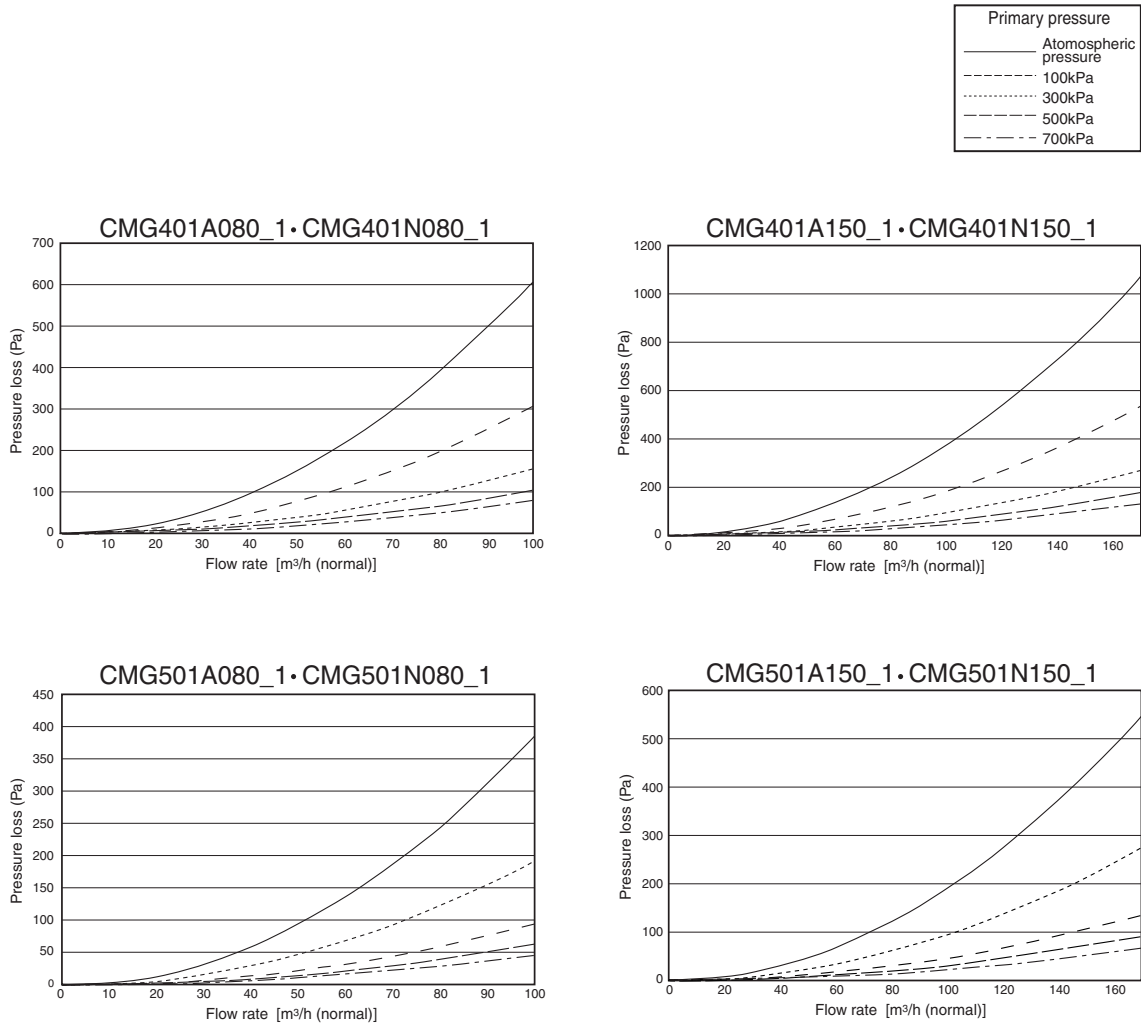 Primary pressure
Atomospheric
pressure
100kPa
300kPa
500kPa
700kPa
CMG401A080_1・CMG401N080_1
700
600
500
400
300
200
100
0
Pressure loss (Pa)
0 10 20 30 40 50 60 70 80 90 100
Flow rate [m³/h (normal)]
CMG401A150_1・CMG401N150_1
1200
1000
800
600
400
200
0
Pressure loss (Pa)
0 20 40 60 80 100 120 140 160
Flow rate [m³/h (normal)]
CMG501A080_1・CMG501N080_1
450
400
350
300
250
200
150
100
50
0
Pressure loss (Pa)
0 10 20 30 40 50 60 70 80 90 100
Flow rate [m³/h (normal)]
CMG501A150_1・CMG501N150_1
600
500
400
300
200
100
0
Pressure loss (Pa)
0 20 40 60 80 100 120 140 160
Flow rate [m³/h (normal)]